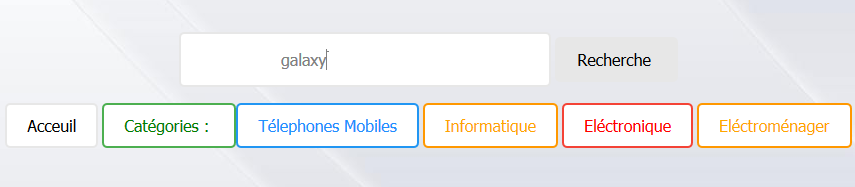 galaxy
Recherche
Acceuil
Catégories :
Télephones Mobiles
Informatique
Eléctronique
Eléctroménager